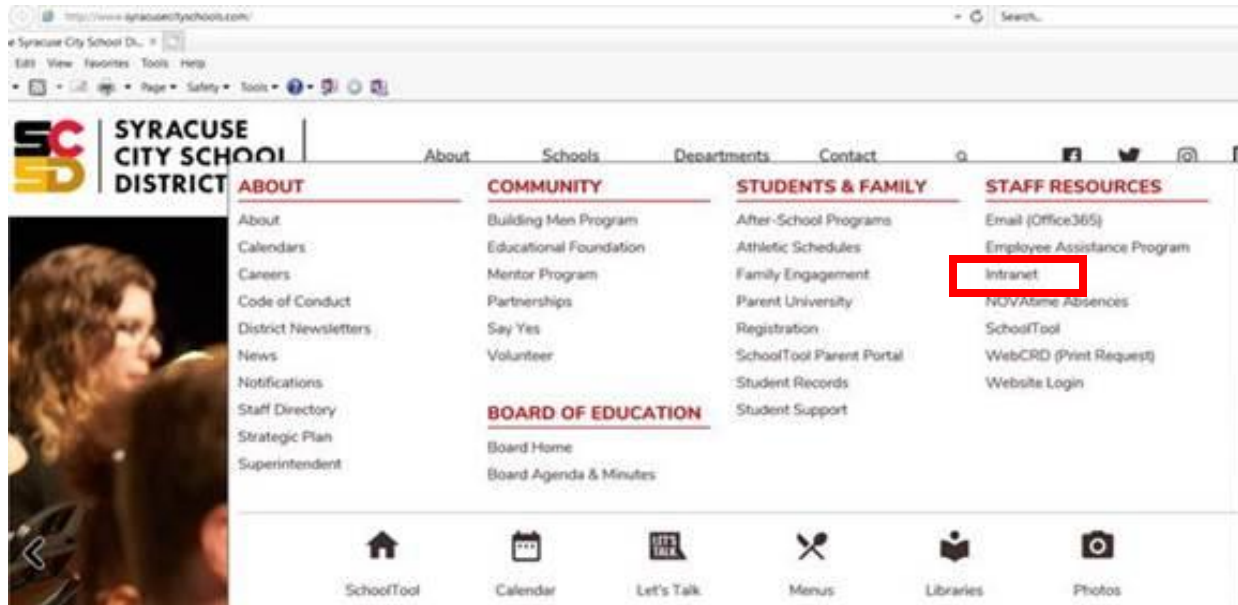 http://www.syracusecityschools.com/
Search...
e Syracuse City School Di...
Edit View Favorites Tools Help
Page Safety Tools
SCSD
SYRACUSE
CITY SCHOOL
DISTRICT
About Schools Departments Contact
ABOUT
About
Calendars
Careers
Code of Conduct
District Newsletters
News
Notifications
Staff Directory
Strategic Plan
Superintendent
COMMUNITY
Building Men Program
Educational Foundation
Mentor Program
Partnerships
Say Yes
Volunteer
BOARD OF EDUCATION
Board Home
Board Agenda & Minutes
STUDENTS & FAMILY
After-School Programs
Athletic Schedules
Family Engagement
Parent University
Registration
SchoolTool Parent Portal
Student Records
Student Support
STAFF RESOURCES
Email (Office365)
Employee Assistance Program
Intranet
NOVAtime Absences
SchoolTool
WebCRD (Print Request)
Website Login
LET'S
TALK
SchoolTool Calendar Let's Talk Menus Libraries Photos